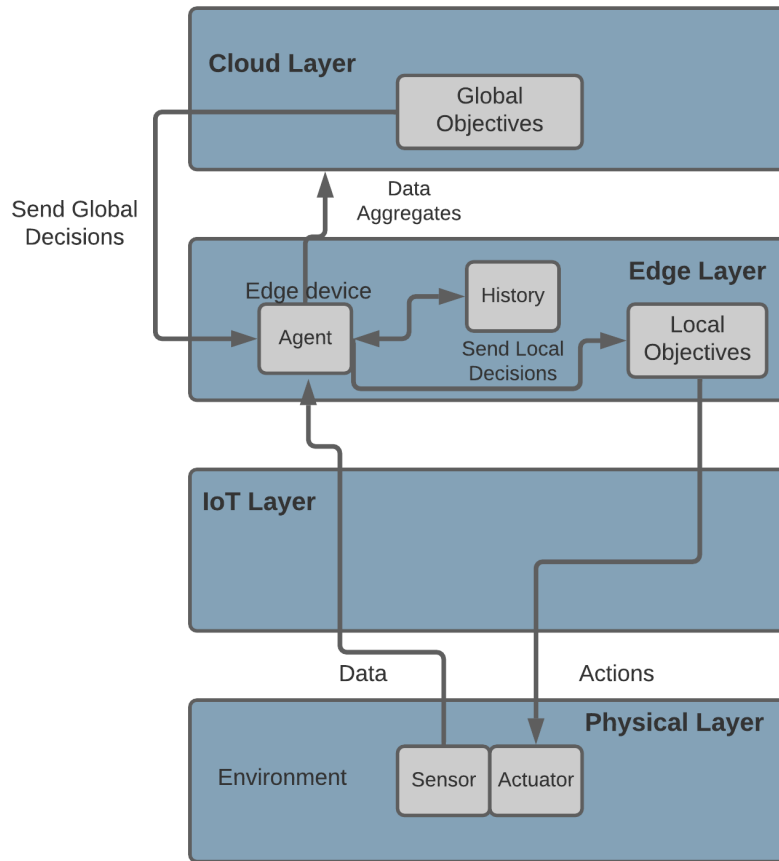 Cloud Layer
Global
Objectives
Send Global
Decisions
Data
Aggregates
Edge Layer
Edge device
Agent
History
Send Local
Decisions
Local
Objectives
IoT Layer
Data
Actions
Physical Layer
Environment
Sensor
Actuator